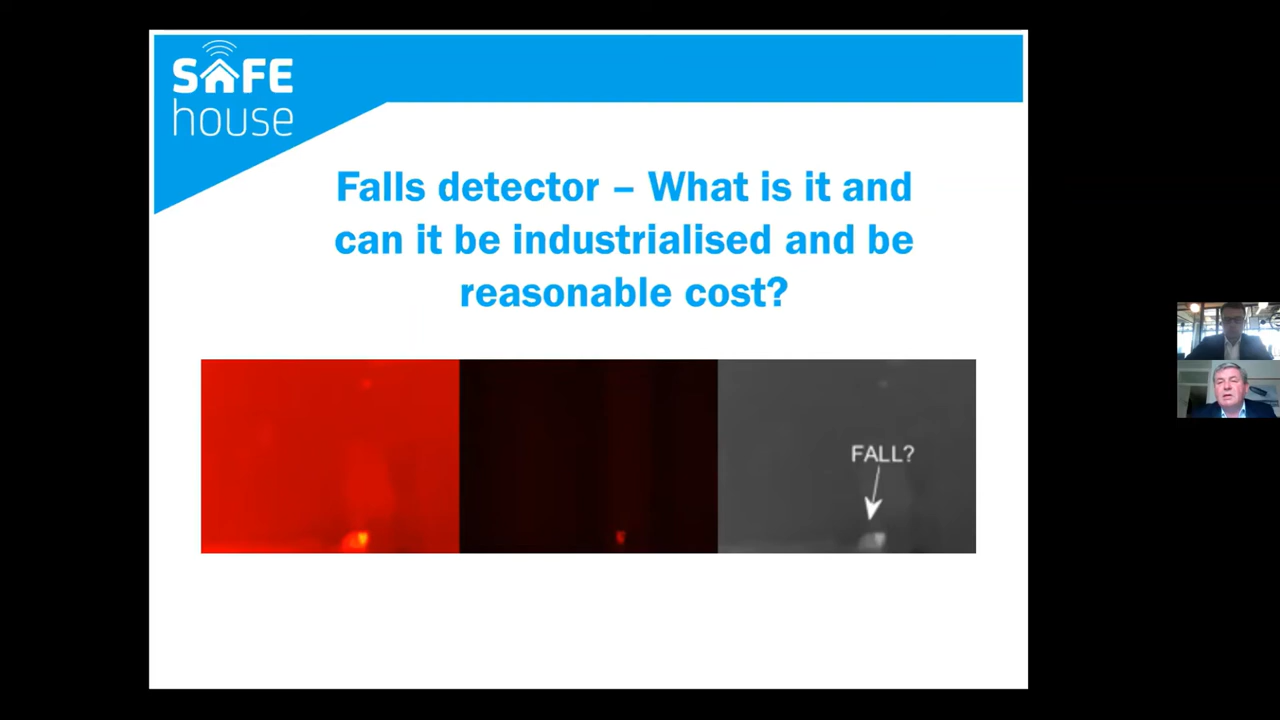 SAFE
house
Falls detector – What is it and
can it be industrialised and be
reasonable cost?
FALL?